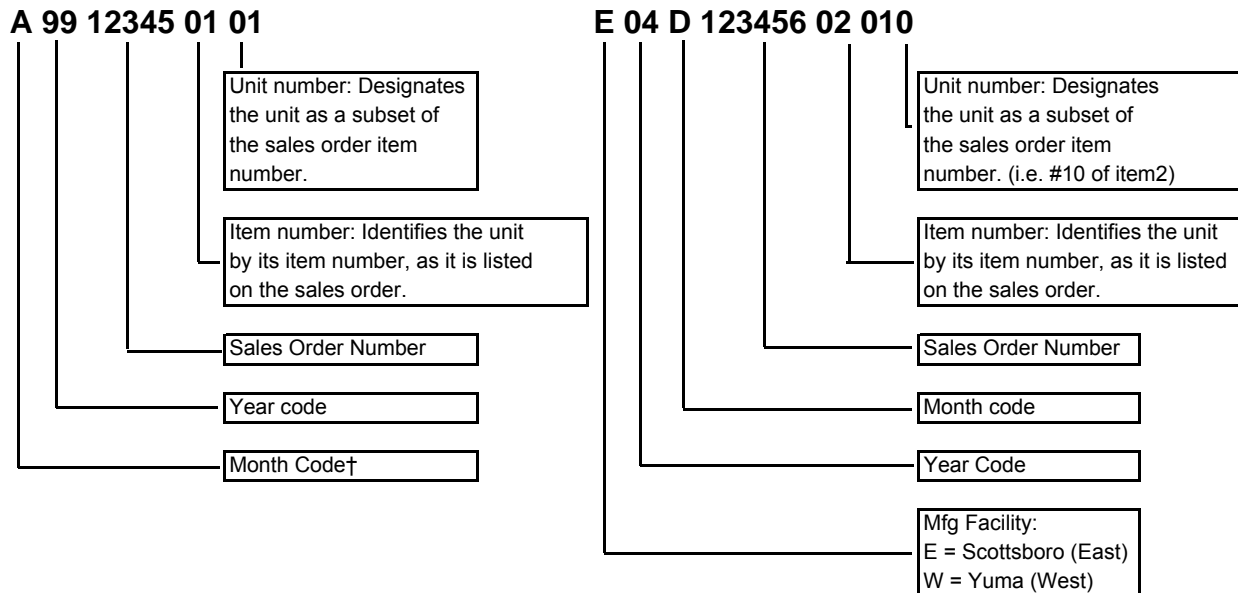 A 99 12345 01 01
Unit number: Designates
the unit as a subset of
the sales order item
number.
Item number: Identifies the unit
by its item number, as it is listed
on the sales order.
Sales Order Number
Year code
Month Code†
E 04 D 123456 02 010
Unit number: Designates
the unit as a subset of
the sales order item
number. (i.e. #10 of item2)
Item number: Identifies the unit
by its item number, as it is listed
on the sales order.
Sales Order Number
Month code
Year Code
Mfg Facility:
E = Scottsboro (East)
W = Yuma (West)